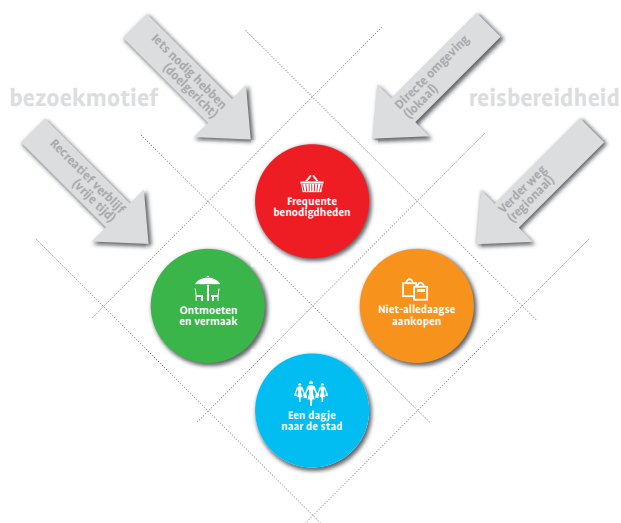 Iets nodig hebben
(doelgericht)
Directe omgeving
(lokaal)
bezoekmotief
reisbereidheid
Recreatief verblijf
(vrije tijd)
Verder weg
(regionaal)
Frequente
benodigdheden
Ontmoeten
en vermaak
Niet-alledaagse
aankopen
Een dagje
naar de stad